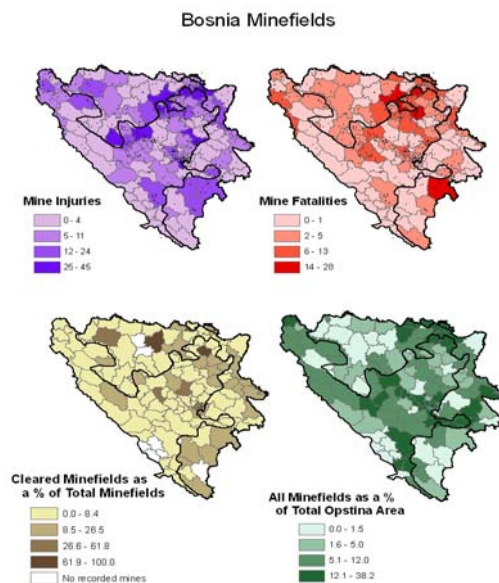 Bosnia Minefields
Mine Injuries
0 - 4
5 - 11
12 - 24
25 - 45
Mine Fatalities
0 - 1
2 - 5
6 - 13
14 - 28
Cleared Minefields as
a % of Total Minefields
0.0 - 8.4
8.5 - 26.5
26.6 - 61.8
61.9 - 100.0
No recorded mines
All Minefields as a %
of Total Opstina Area
0.0 - 1.5
1.6 - 5.0
5.1 - 12.0
12.1 - 38.2